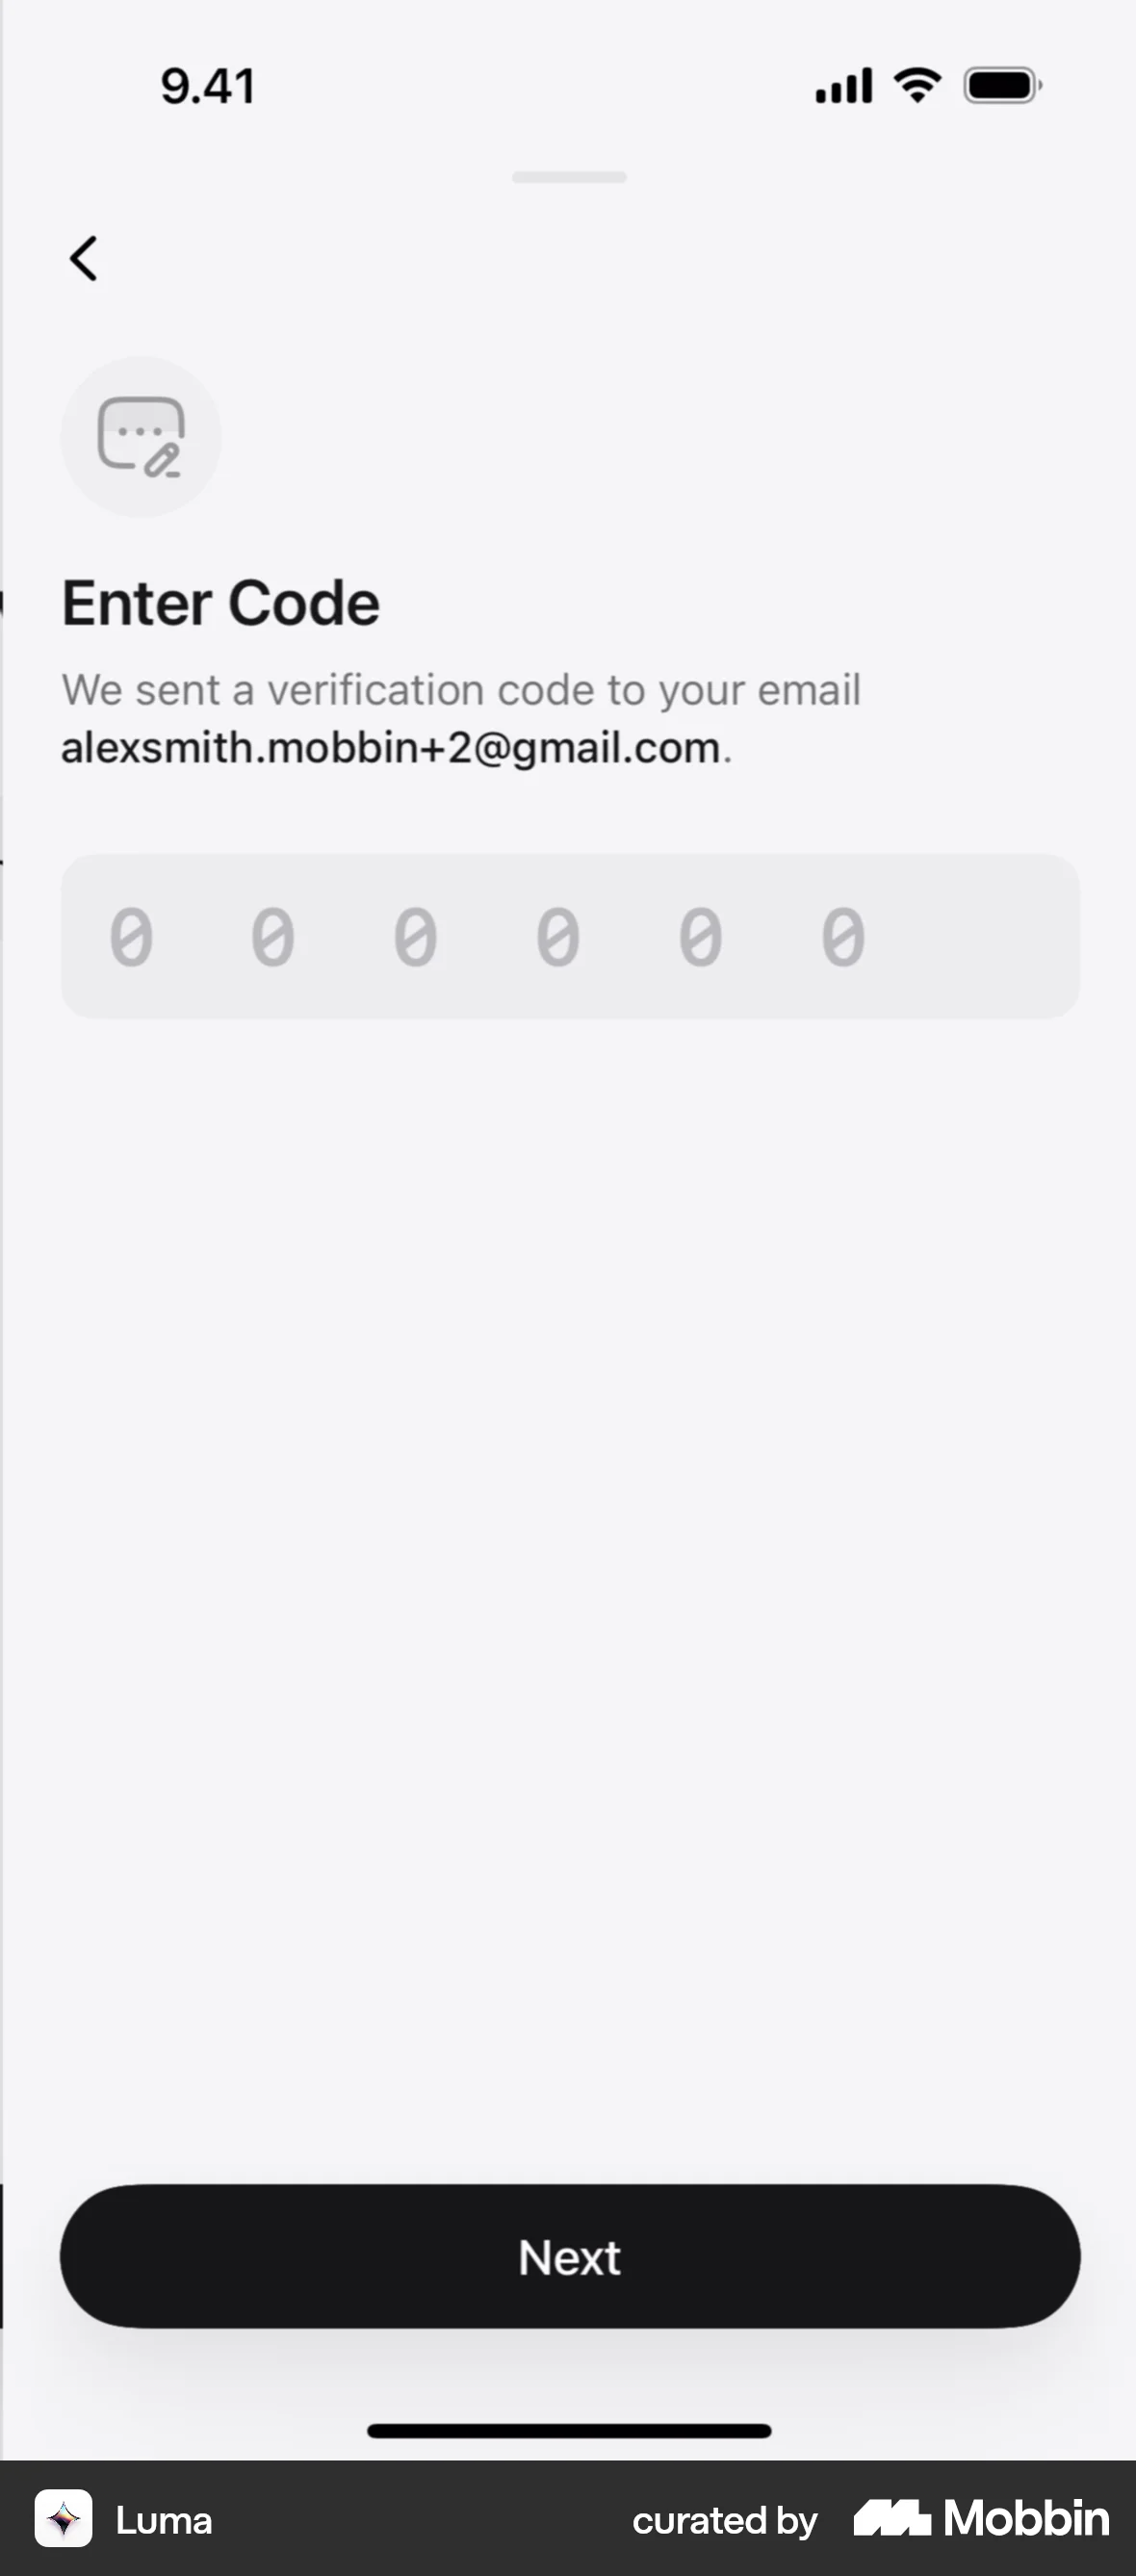 9.41
Enter Code
We sent a verification code to your email
alexsmith.mobbin+2@gmail.com.
0 0 0 0 0 0
Next
Luma
curated by Mobbin